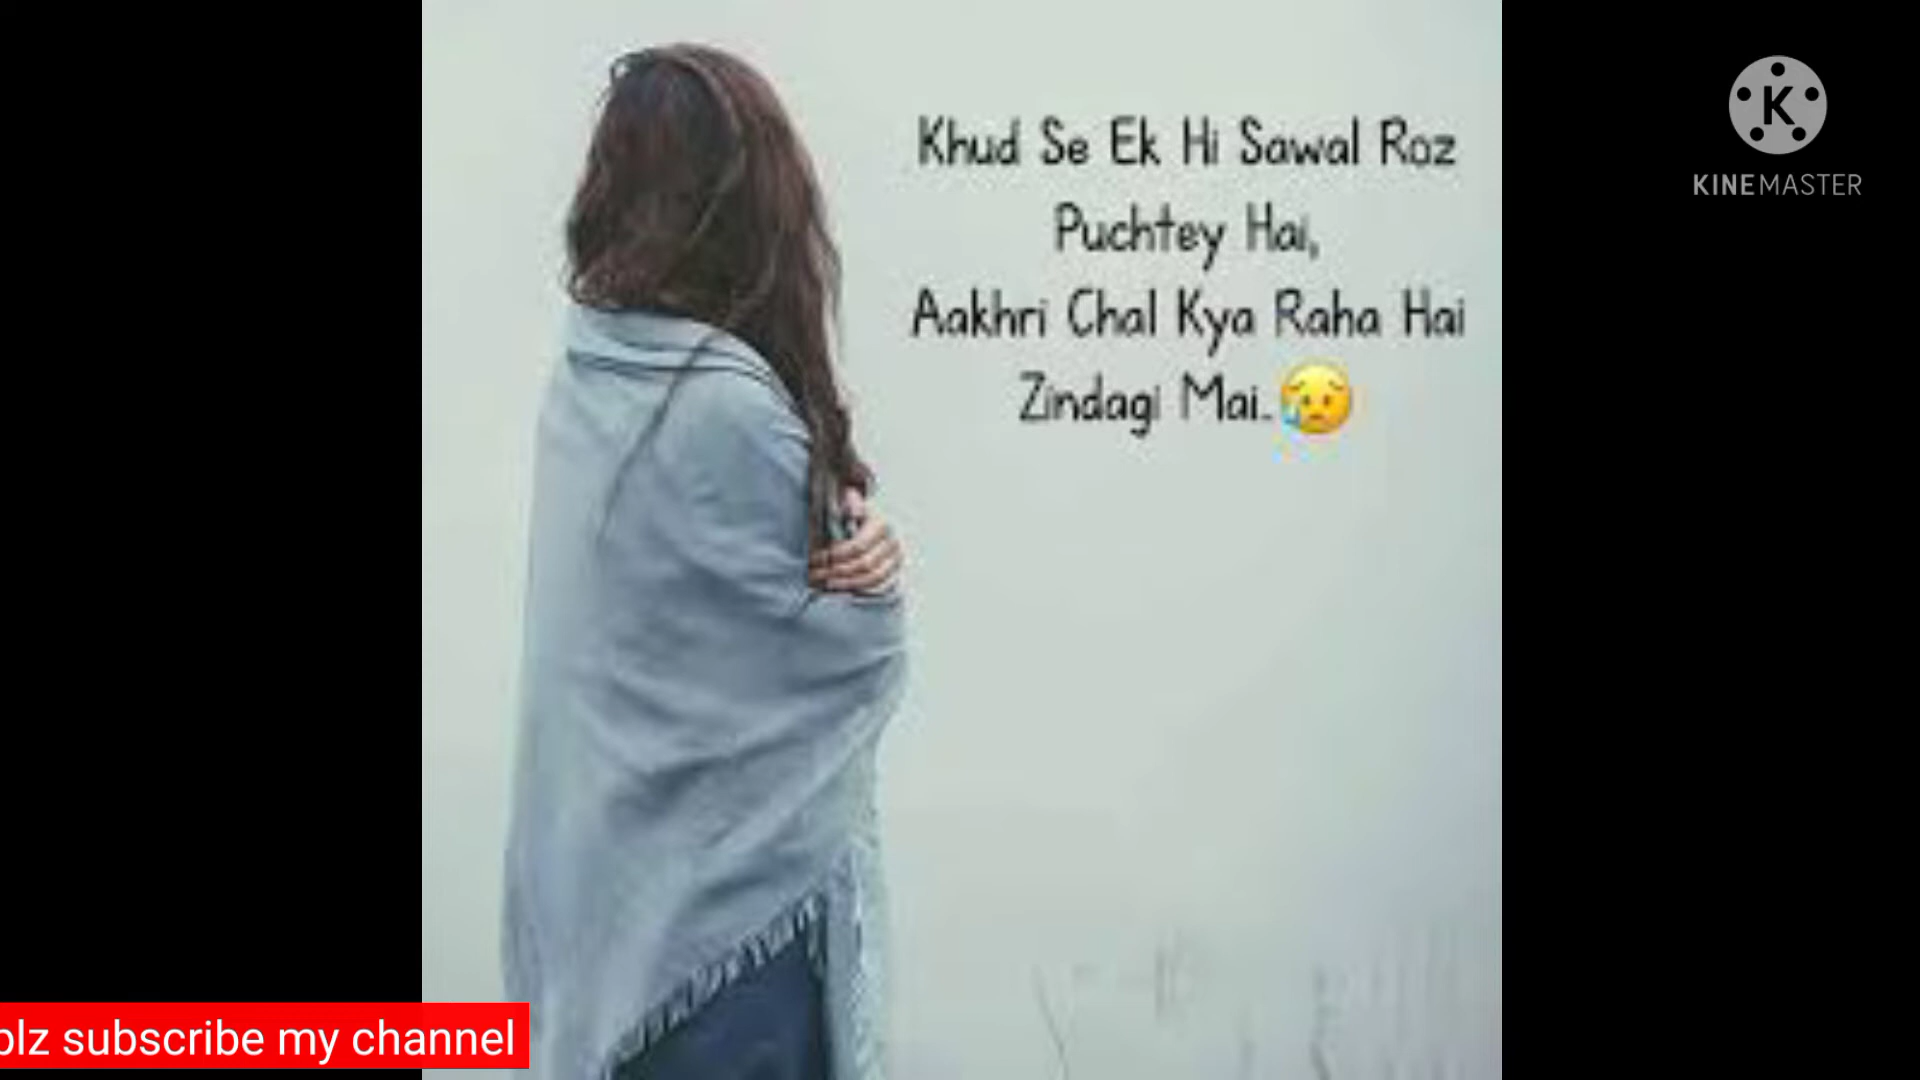 Khud Se Ek Hi Sawal Roz
Puchtey Hai,
Aakhri Chal Kya Raha Hai
Zindagi Mai..😥
KINEMASTER
plz subscribe my channel